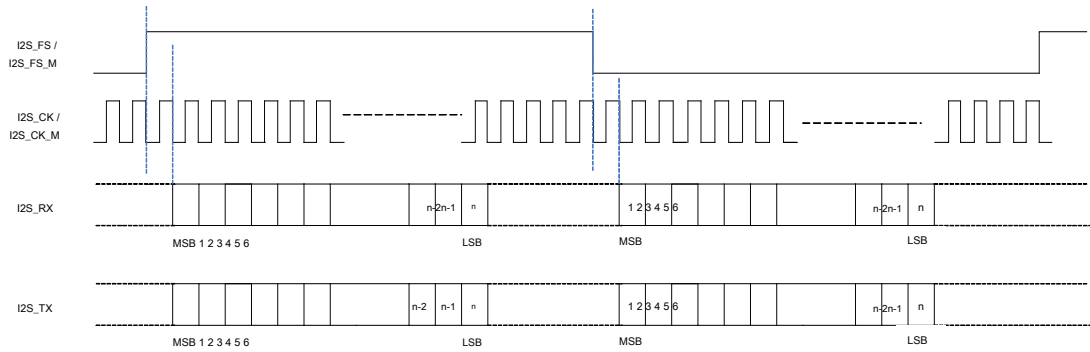 I2S_FS /
I2S_FS_M
I2S_CK /
I2S_CK_M
I2S_RX
n-2n-1 n 1 2 3 4 5 6 n-2n-1 n
MSB 1 2 3 4 5 6 LSB MSB LSB
I2S_TX
n-2 n-1 n 1 2 3 4 5 6 n-2n-1 n
MSB 1 2 3 4 5 6 LSB MSB LSB